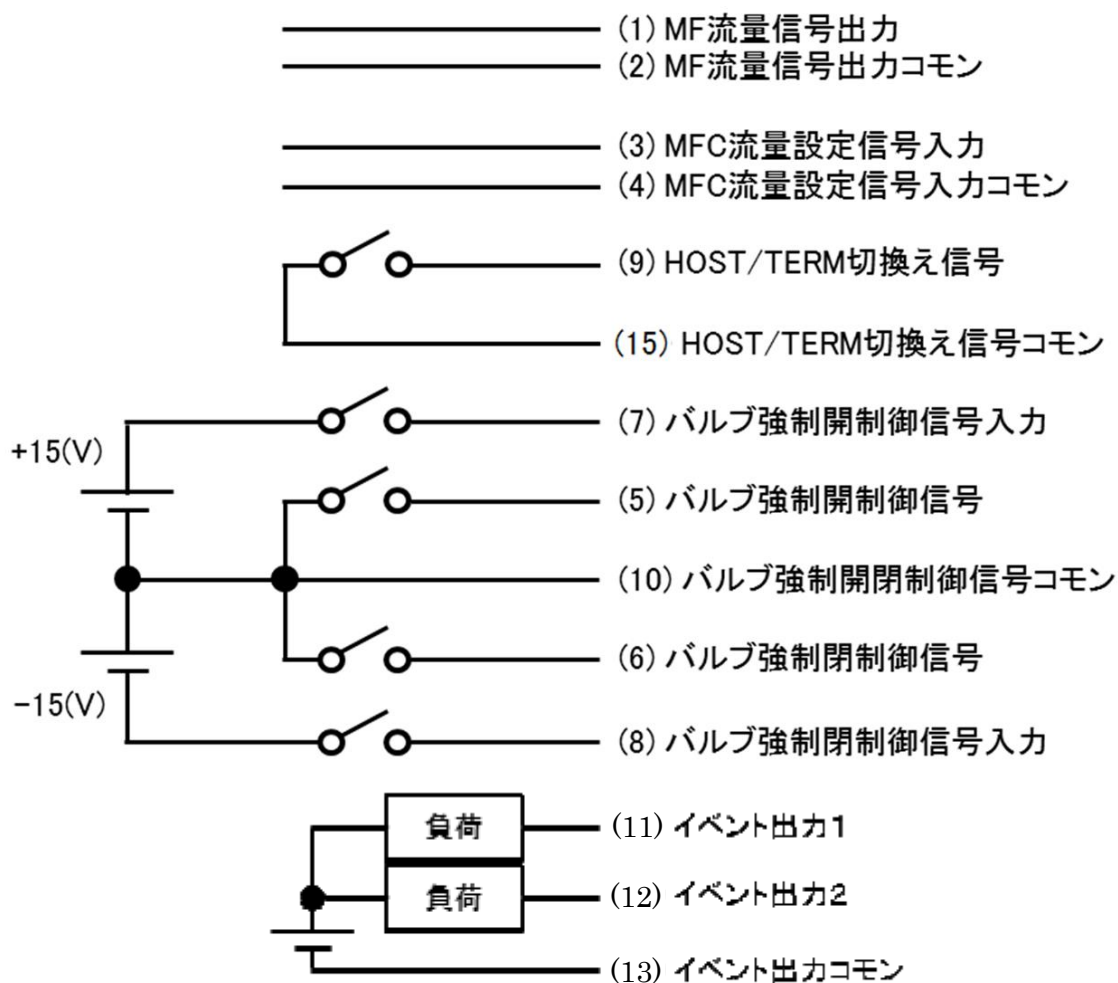 (1) MF流量信号出力
(2) MF流量信号出力コモン
(3) MFC流量設定信号入力
(4) MFC流量設定信号入力コモン
(9) HOST/TERM切換え信号
(15) HOST/TERM切換え信号コモン
(7) バルブ強制開制御信号入力
+15(V)
(5) バルブ強制開制御信号
(10) バルブ強制開閉制御信号コモン
(6) バルブ強制閉制御信号
-15(V)
(8) バルブ強制閉制御信号入力
負荷 (11) イベント出力1
負荷 (12) イベント出力2
(13) イベント出力コモン